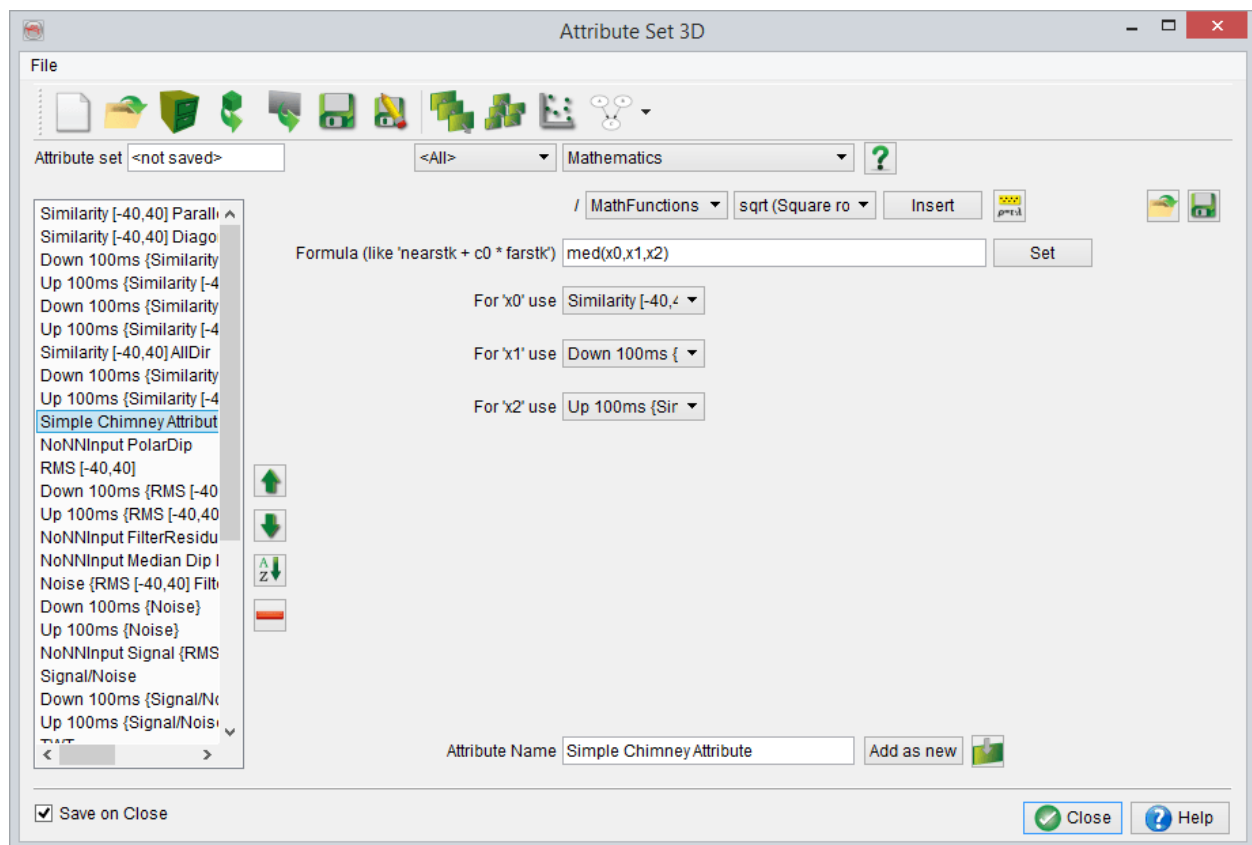 Attribute Set 3D
File
Attribute set <not saved> <All> Mathematics ?
/ MathFunctions sqrt (Square ro Insert
Formula (like 'nearstk + c0 * farstk') med(x0,x1,x2) Set
For 'x0' use Similarity [-40,4
For 'x1' use Down 100ms {
For 'x2' use Up 100ms {Sir
Similarity [-40,40] Paralle
Similarity [-40,40] Diago
Down 100ms {Similarity
Up 100ms {Similarity [-4
Down 100ms {Similarity
Up 100ms {Similarity [-4
Similarity [-40,40] AllDir
Down 100ms {Similarity
Up 100ms {Similarity [-4
Simple Chimney Attribut
NoNNInput PolarDip
RMS [-40,40]
Down 100ms {RMS [-40
Up 100ms {RMS [-40,40
NoNNInput FilterResidu
NoNNInput Median Dip
Noise {RMS [-40,40] Filt
Down 100ms {Noise}
Up 100ms {Noise}
NoNNInput Signal {RMS
Signal/Noise
Down 100ms {Signal/No
Up 100ms {Signal/Nois
TWT
A
Z
Attribute Name Simple Chimney Attribute Add as new
Save on Close
Close ? Help